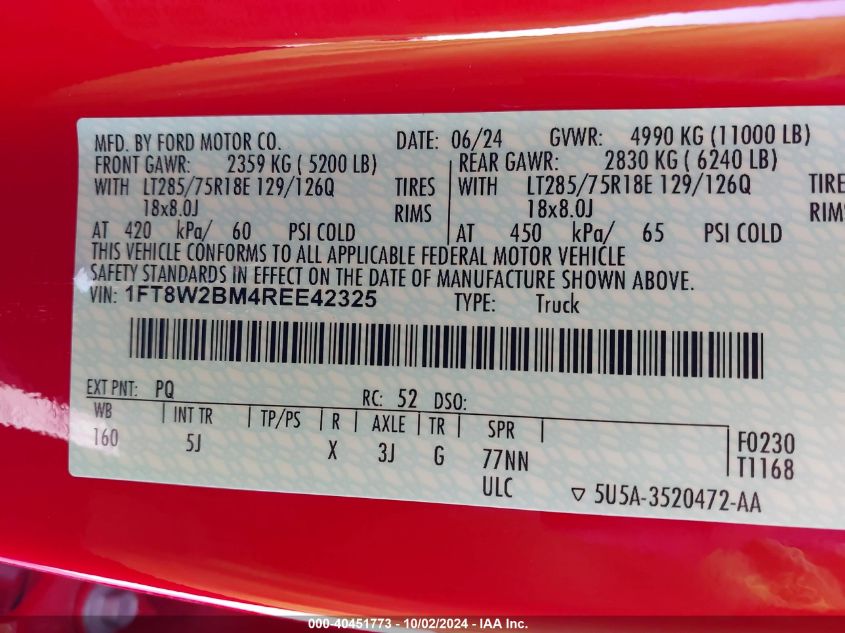 MFD. BY FORD MOTOR CO. DATE: 06/24 GVWR: 4990 KG (11000 LB)
FRONT GAWR: 2359 KG ( 5200 LB) REAR GAWR: 2830 KG ( 6240 LB)
WITH LT285/75R18E 129/126Q TIRES WITH LT285/75R18E 129/126Q TIRE
18x8.0J RIMS 18x8.0J RIMS
AT 420 kPa/ 60 PSI COLD AT 450 kPa/ 65 PSI COLD
THIS VEHICLE CONFORMS TO ALL APPLICABLE FEDERAL MOTOR VEHICLE
SAFETY STANDARDS IN EFFECT ON THE DATE OF MANUFACTURE SHOWN ABOVE.
VIN: 1FT8W2BM4REE42325 TYPE: Truck
EXT PNT: PQ RC: 52 DSO:
WB INT TR TP/PS R AXLE TR SPR
160 5J X 3J G 77NN
F0230
T1168
ULC
5U5A-3520472-AA
000-40451773 - 10/02/2024 - IAA Inc.